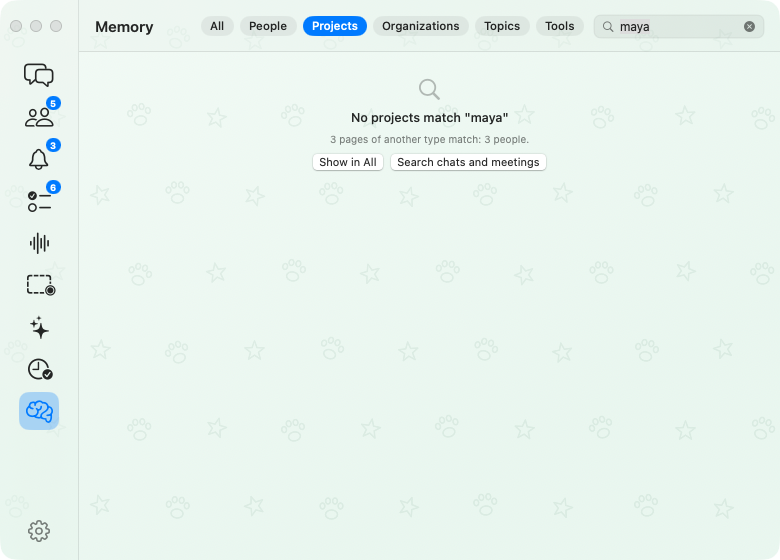 Memory
All
People
Projects
Organizations
Topics
Tools
maya
5
3
6
No projects match "maya"
3 pages of another type match: 3 people.
Show in All
Search chats and meetings